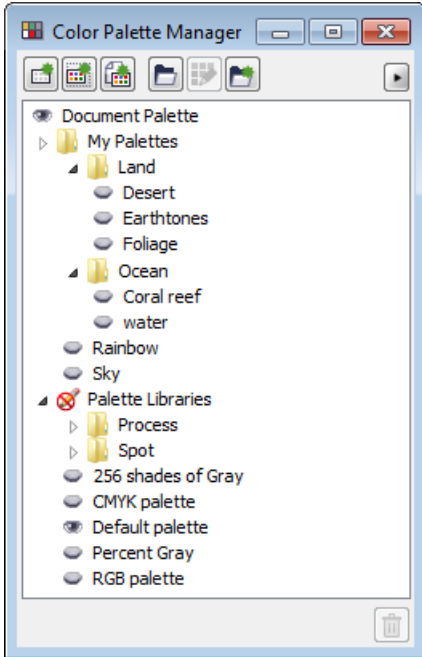 Color Palette Manager
Document Palette
My Palettes
Land
Desert
Earthtones
Foliage
Ocean
Coral reef
water
Rainbow
Sky
Palette Libraries
Process
Spot
256 shades of Gray
CMYK palette
Default palette
Percent Gray
RGB palette